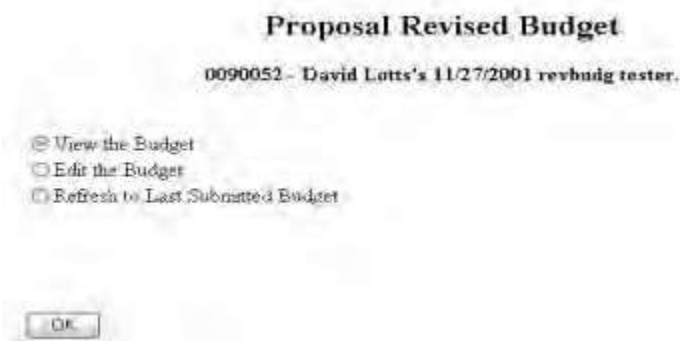 Proposal Revised Budget
0090052 - David Lotts's 11/27/2001 revbudg tester.
View the Budget
Edit the Budget
Refresh to Last Submitted Budget
OK